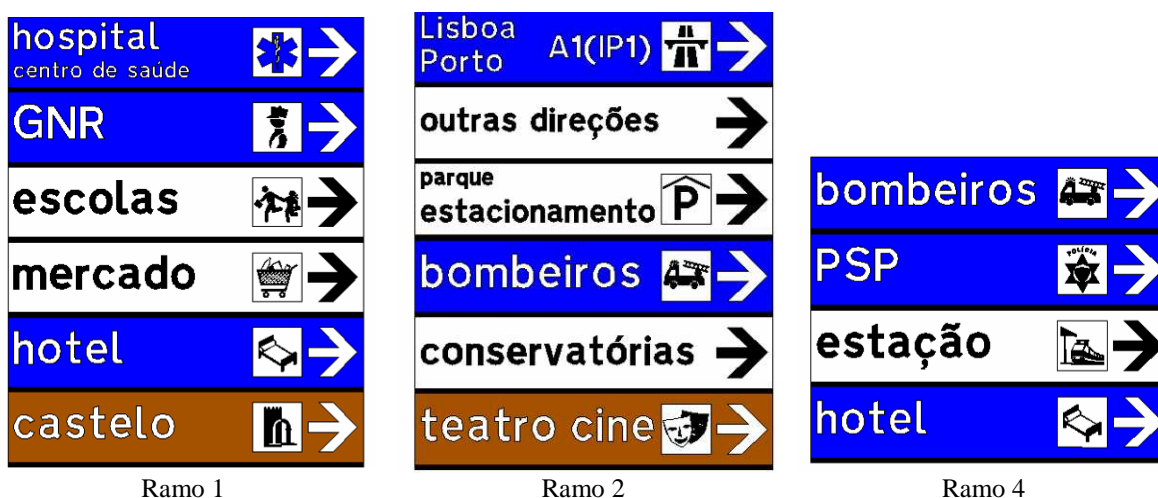 hospital
centro de saúde
GNR
escolas
mercado
hotel
castelo
Ramo 1
Lisboa
Porto
A1(IP1)
outras direções
parque
estacionamento
P
bombeiros
conservatórias
teatro cine
Ramo 2
bombeiros
PSP
POLÍCIA
estação
hotel
Ramo 4